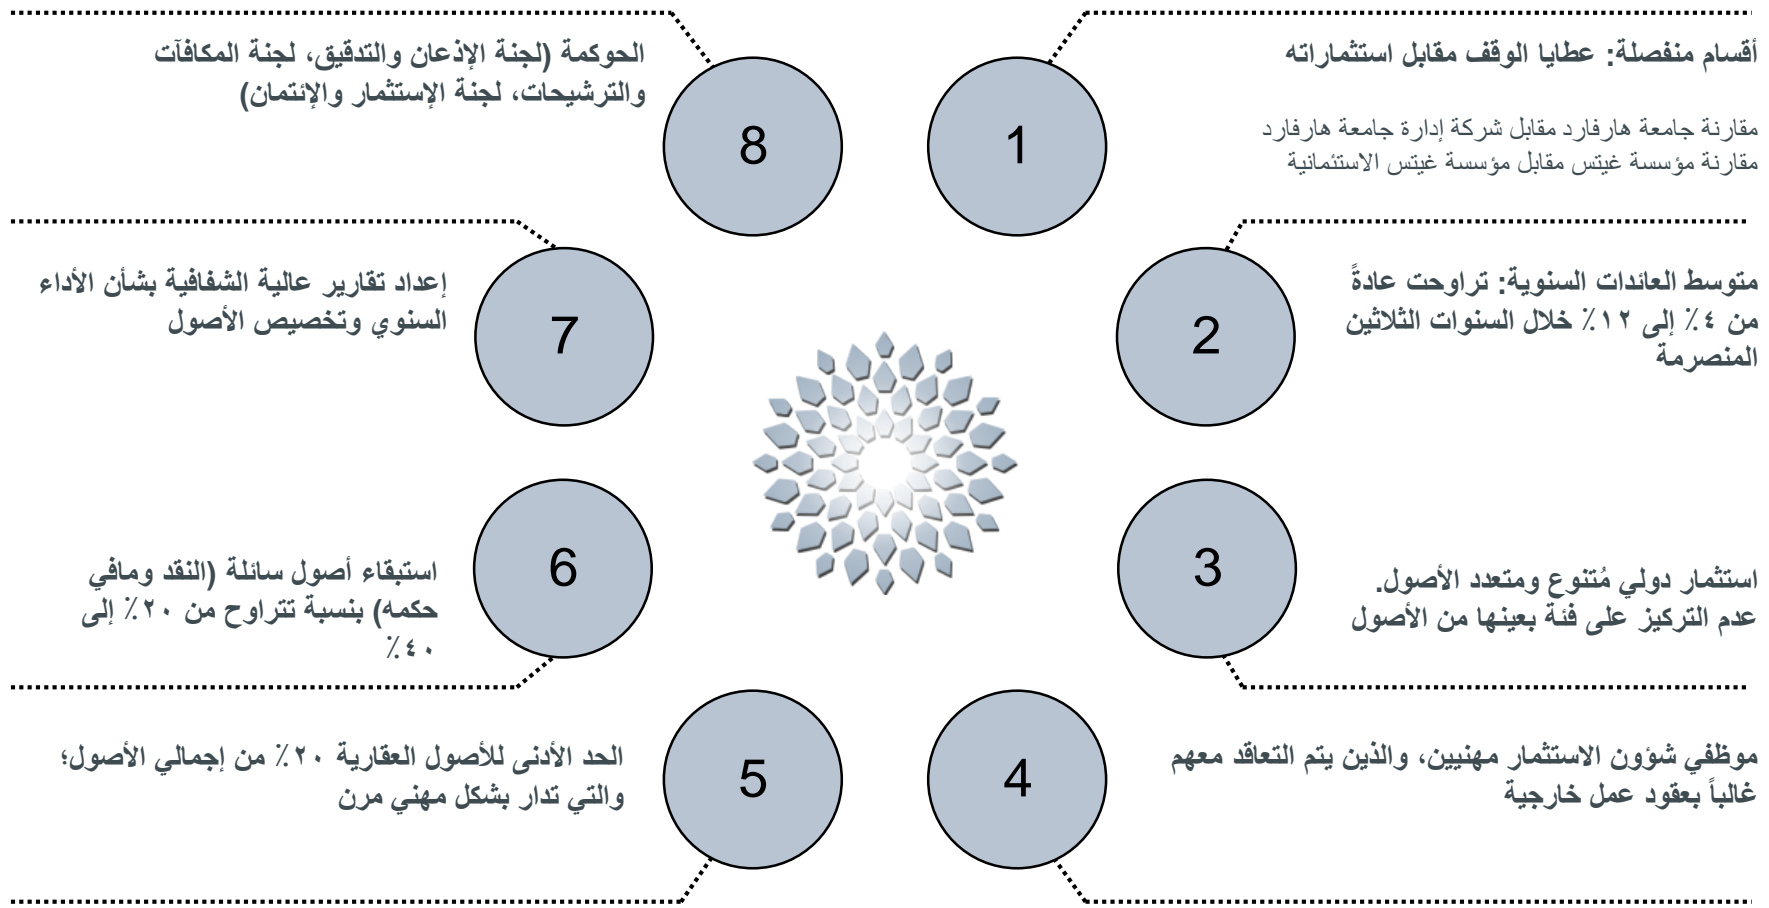 1
أقسام منفصلة: عطايا الوقف مقابل استثماراته
مقارنة جامعة هارفارد مقابل شركة إدارة جامعة هارفارد
مقارنة مؤسسة غيتس مقابل مؤسسة غيتس الاستئمانية
2
متوسط العائدات السنوية: تراوحت عادةً
من ٤٪ إلى ١٢٪ خلال السنوات الثلاثين
المنصرمة
3
استثمار دولي مُتنوع ومتعدد الأصول.
عدم التركيز على فئة بعينها من الأصول
4
موظفي شؤون الاستثمار مهنيين، والذين يتم التعاقد معهم
غالباً بعقود عمل خارجية
5
الحد الأدنى للأصول العقارية ٢٠٪ من إجمالي الأصول؛
والتي تدار بشكل مهني مرن
6
استبقاء أصول سائلة (النقد ومافي
حكمه) بنسبة تتراوح من ٢٠٪ إلى
٤٠٪
7
إعداد تقارير عالية الشفافية بشأن الأداء
السنوي وتخصيص الأصول
8
الحوكمة (لجنة الإذعان والتدقيق، لجنة المكافآت
والترشيحات، لجنة الإستثمار والإئتمان)